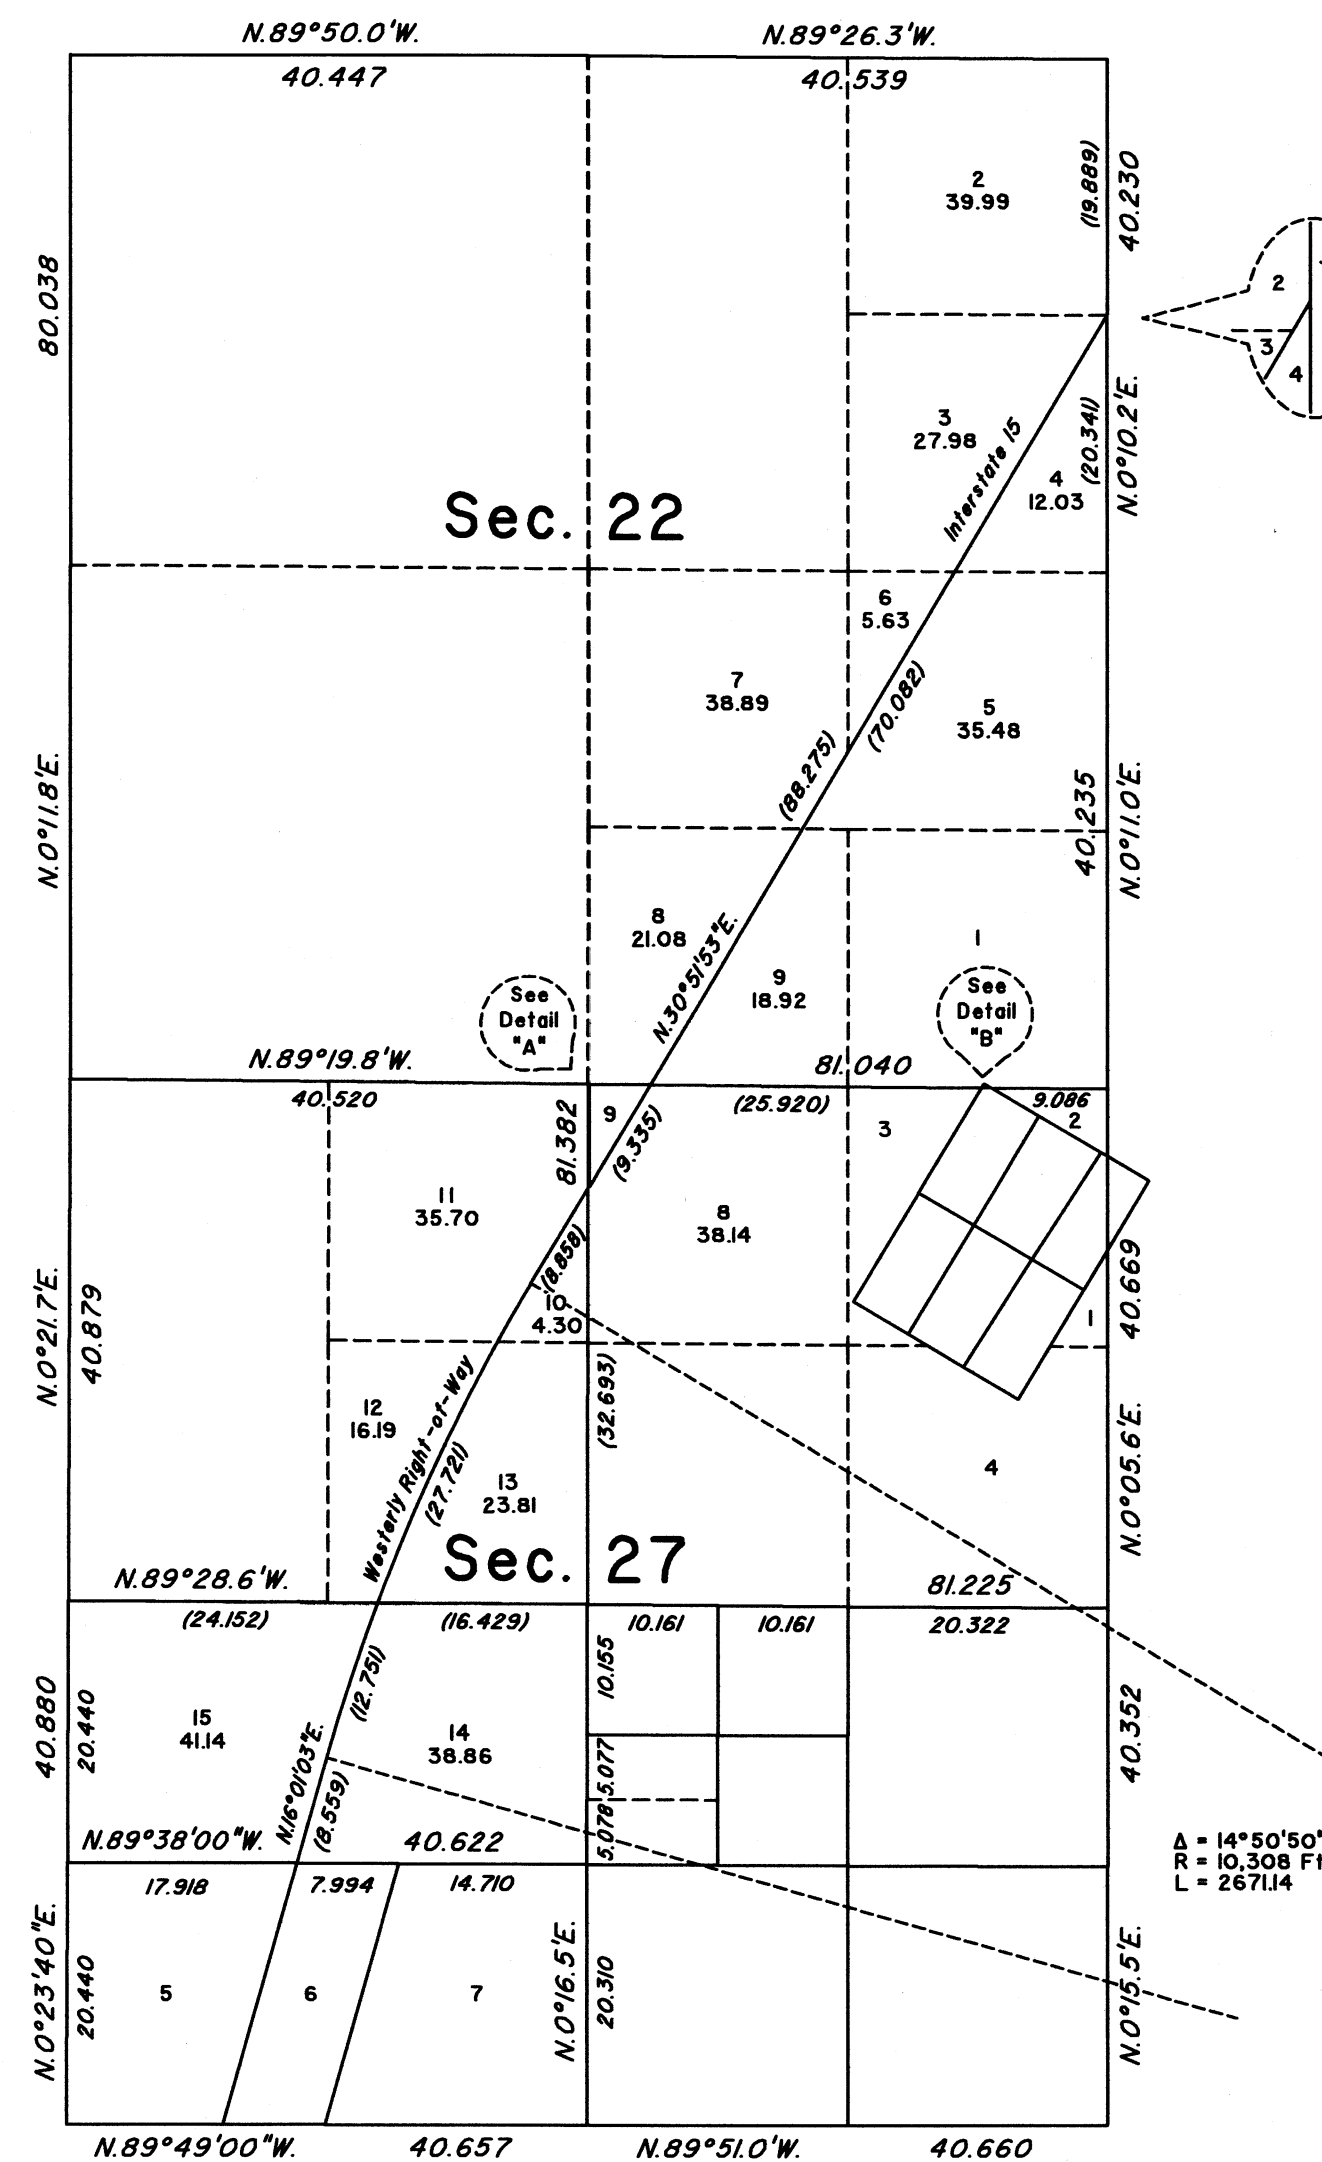 N.89°50.0'W.
N.89°26.3'W.
40.447
40.539
2
39.99
(19.889)
40.230
80.038
2
3
4
3
27.98
Interstate 15
4
12.03
(20.341)
N.0°10.2'E.
Sec. 22
6
5.63
7
38.89
(70.082)
5
35.48
(88.275)
N.0°11.8'E.
40.235
N.0°11.0'E.
8
21.08
N.30°51'53"E.
9
18.92
1
See
Detail
"A"
See
Detail
"B"
N.89°19.8'W.
81.040
40.520
81.382
9
(9.335)
(25.920)
3
9.086
2
11
35.70
8
38.14
(8.858)
N.0°21.7'E.
40.879
10
4.30
1
40.669
12
16.19
Westerly Right-of-Way
(27.721)
(32.693)
13
23.81
4
N.0°05.6'E.
Sec. 27
N.89°28.6'W.
81.225
(24.152)
(16.429)
10.161
10.161
20.322
10.155
(12.751)
40.880
20.440
15
41.14
14
38.86
5.077
40.352
N.16°01'03"E.
(8.559)
5.078
N.89°38'00"W.
40.622
Δ = 14°50'50"
R = 10,308 Ft
L = 2671.14
17.918
7.994
14.710
N.0°23'40"E.
20.440
5
6
7
N.0°16.5'E.
20.310
N.0°15.5'E.
N.89°49'00"W.
40.657
N.89°51.0'W.
40.660